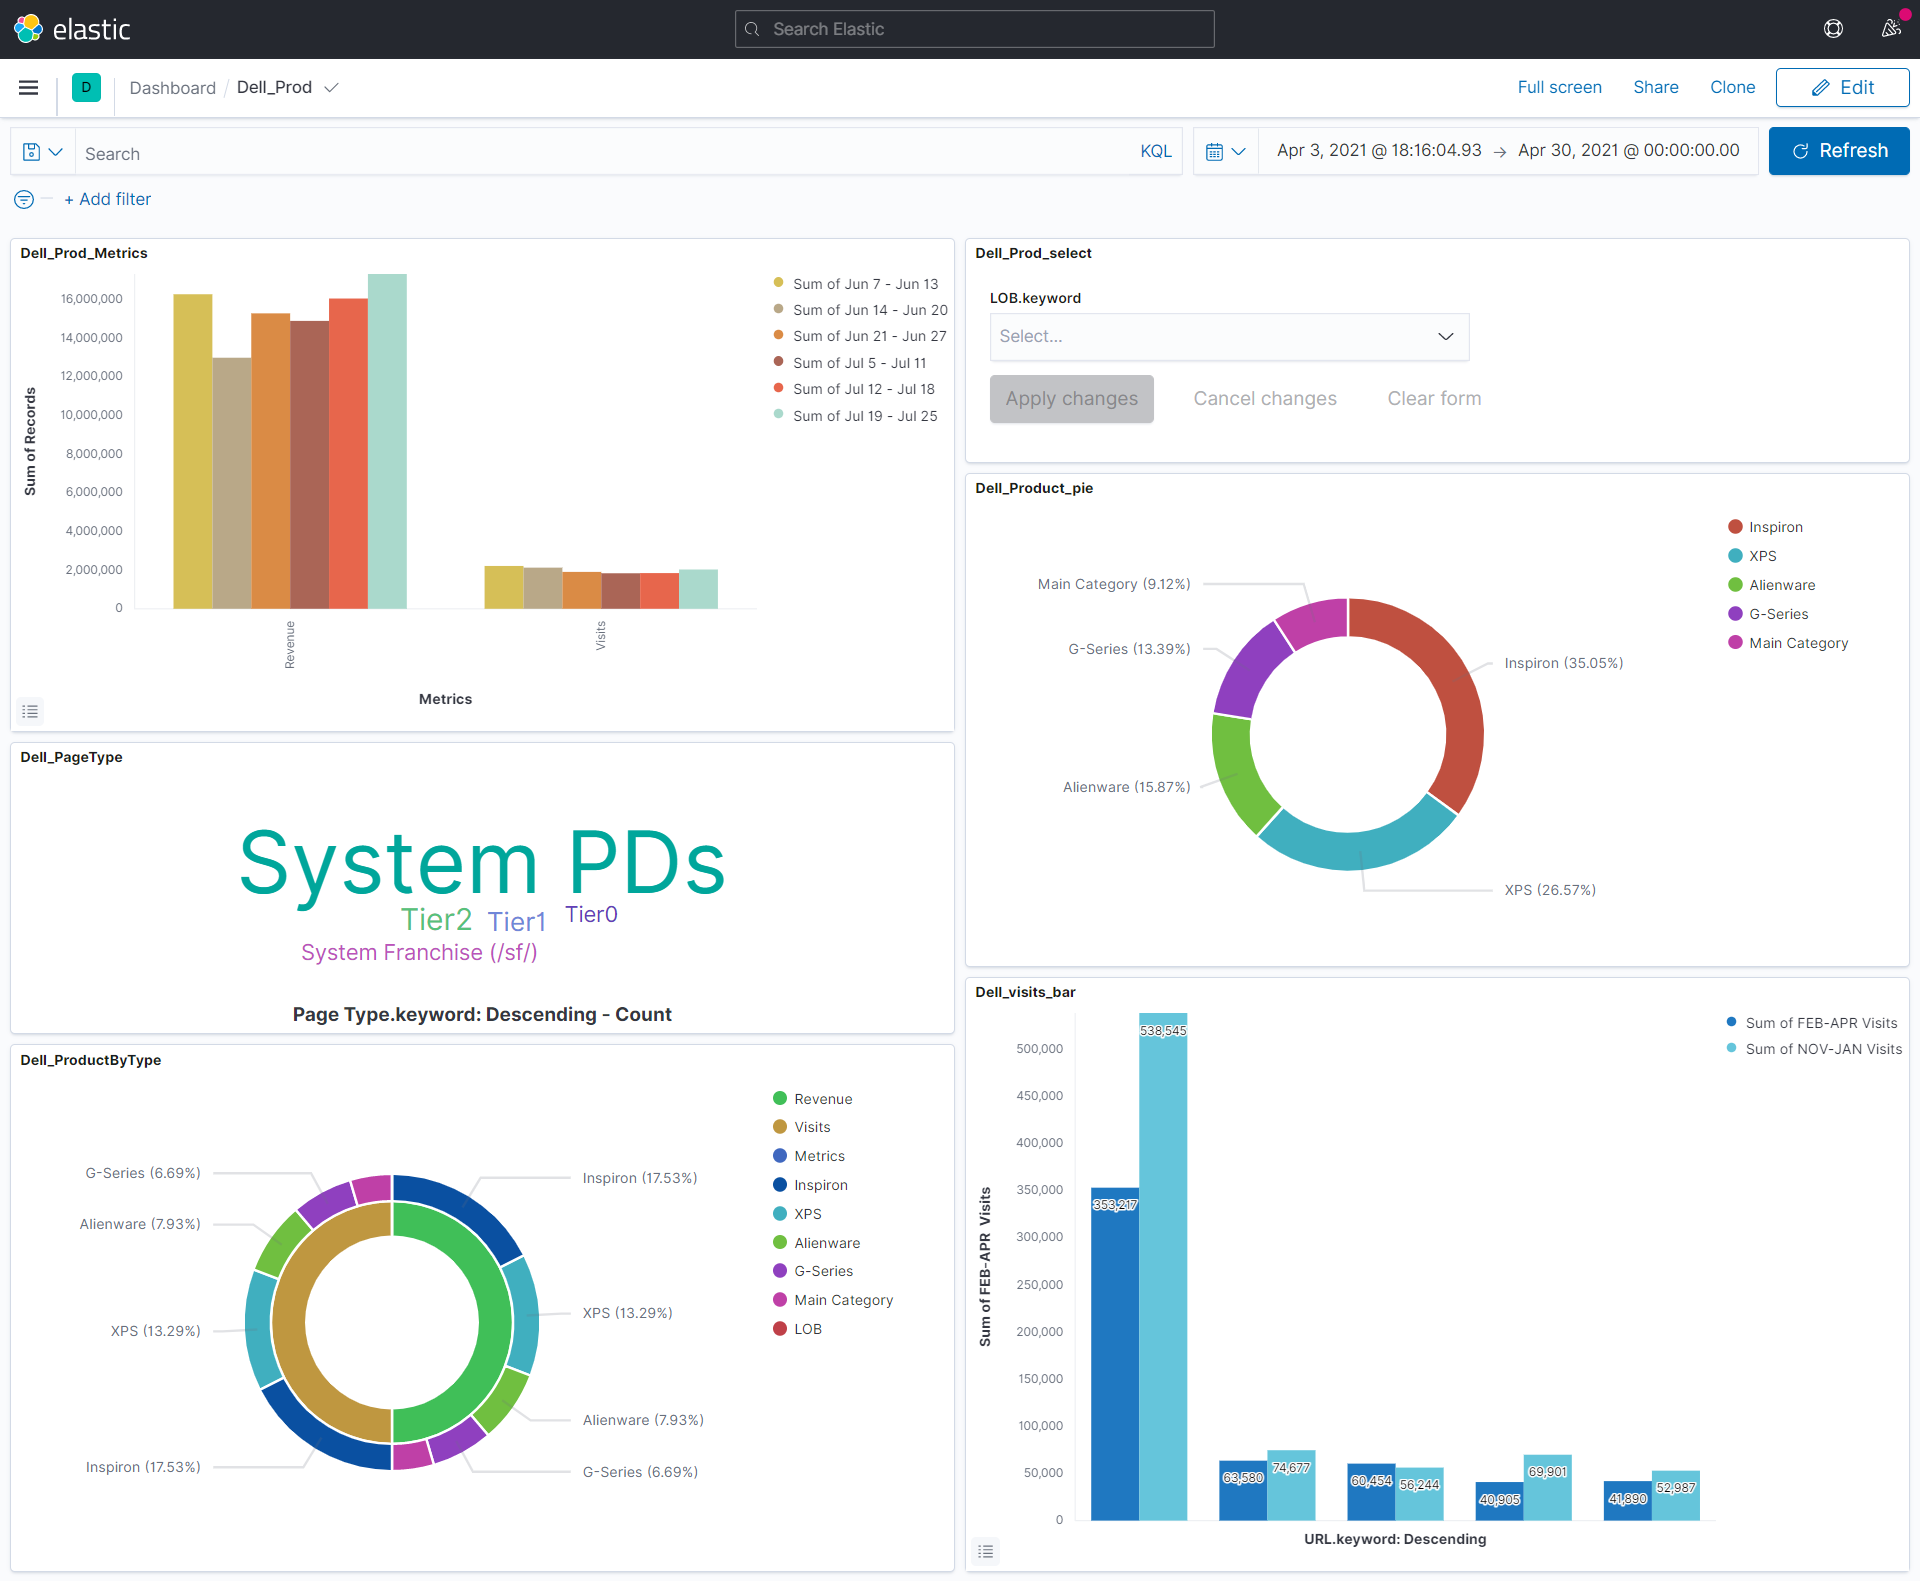 elastic
Search Elastic
D
Dashboard / Dell_Prod
Full screen
Share
Clone
Edit
Search
KQL
Apr 3, 2021 @ 18:16:04.93 → Apr 30, 2021 @ 00:00:00.00
Refresh
+ Add filter
Dell_Prod_Metrics
16,000,000
14,000,000
12,000,000
10,000,000
8,000,000
6,000,000
4,000,000
2,000,000
0
Sum of Records
Revenue
Visits
Metrics
Sum of Jun 7 - Jun 13
Sum of Jun 14 - Jun 20
Sum of Jun 21 - Jun 27
Sum of Jul 5 - Jul 11
Sum of Jul 12 - Jul 18
Sum of Jul 19 - Jul 25
Dell_Prod_select
LOB.keyword
Select...
Apply changes
Cancel changes
Clear form
Dell_Product_pie
Inspiron
XPS
Alienware
G-Series
Main Category
Main Category (9.12%)
G-Series (13.39%)
Inspiron (35.05%)
Alienware (15.87%)
XPS (26.57%)
Dell_PageType
System PDs
Tier2
Tier1
Tier0
System Franchise (/sf/)
Page Type.keyword: Descending - Count
Dell_ProductByType
Revenue
Visits
Metrics
Inspiron
XPS
Alienware
G-Series
Main Category
LOB
G-Series (6.69%)
Inspiron (17.53%)
Alienware (7.93%)
XPS (13.29%)
XPS (13.29%)
Alienware (7.93%)
Inspiron (17.53%)
G-Series (6.69%)
Dell_visits_bar
Sum of FEB-APR Visits
Sum of NOV-JAN Visits
500,000
450,000
400,000
350,000
300,000
250,000
200,000
150,000
100,000
50,000
0
Sum of FEB-APR Visits
353,217
538,545
63,580
74,677
60,454
56,244
40,905
69,901
41,890
52,987
URL.keyword: Descending